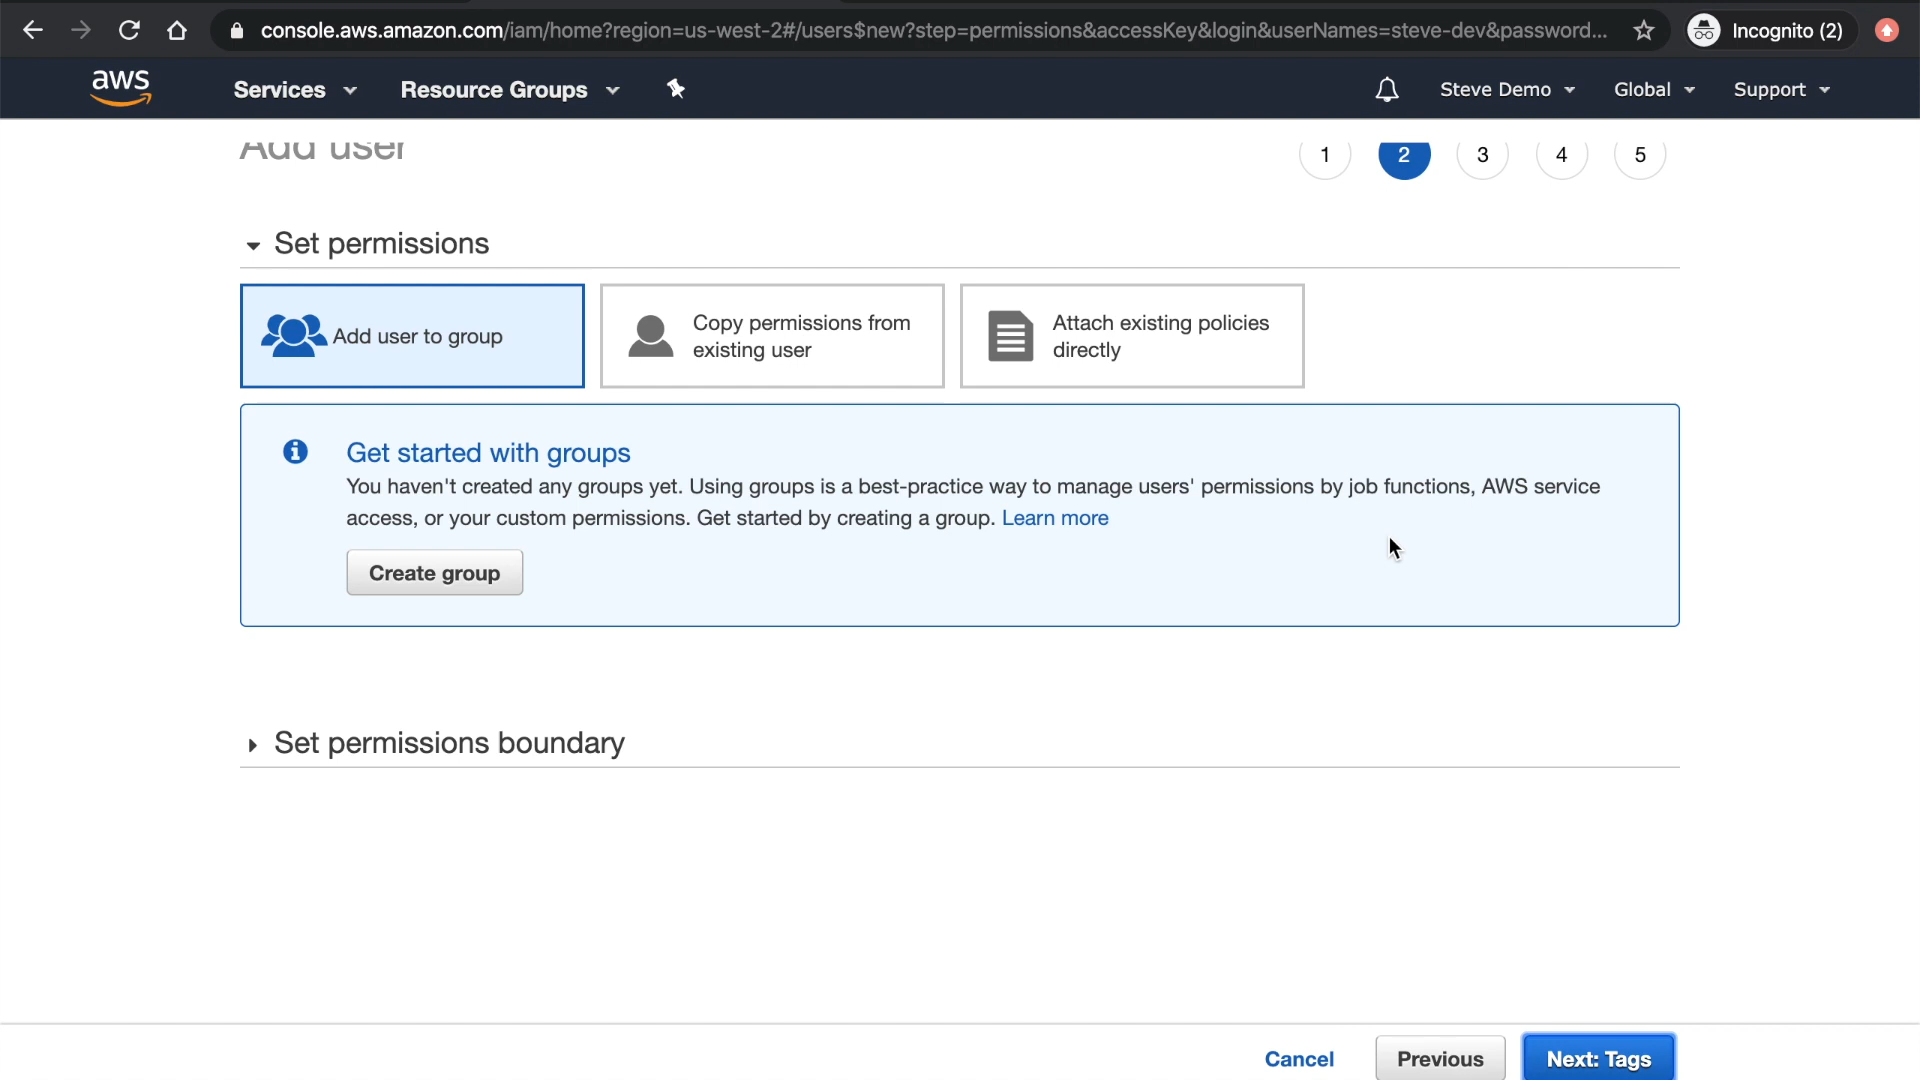 console.aws.amazon.com/iam/home?region=us-west-2#/users$new?step=permissions&accessKey&login&userNames=steve-dev&password...
Incognito (2)
aws
Services
Resource Groups
Steve Demo
Global
Support
Add user
1
2
3
4
5
Set permissions
Add user to group
Copy permissions from
existing user
Attach existing policies
directly
Get started with groups
You haven't created any groups yet. Using groups is a best-practice way to manage users' permissions by job functions, AWS service
access, or your custom permissions. Get started by creating a group. Learn more
Create group
Set permissions boundary
Cancel
Previous
Next: Tags